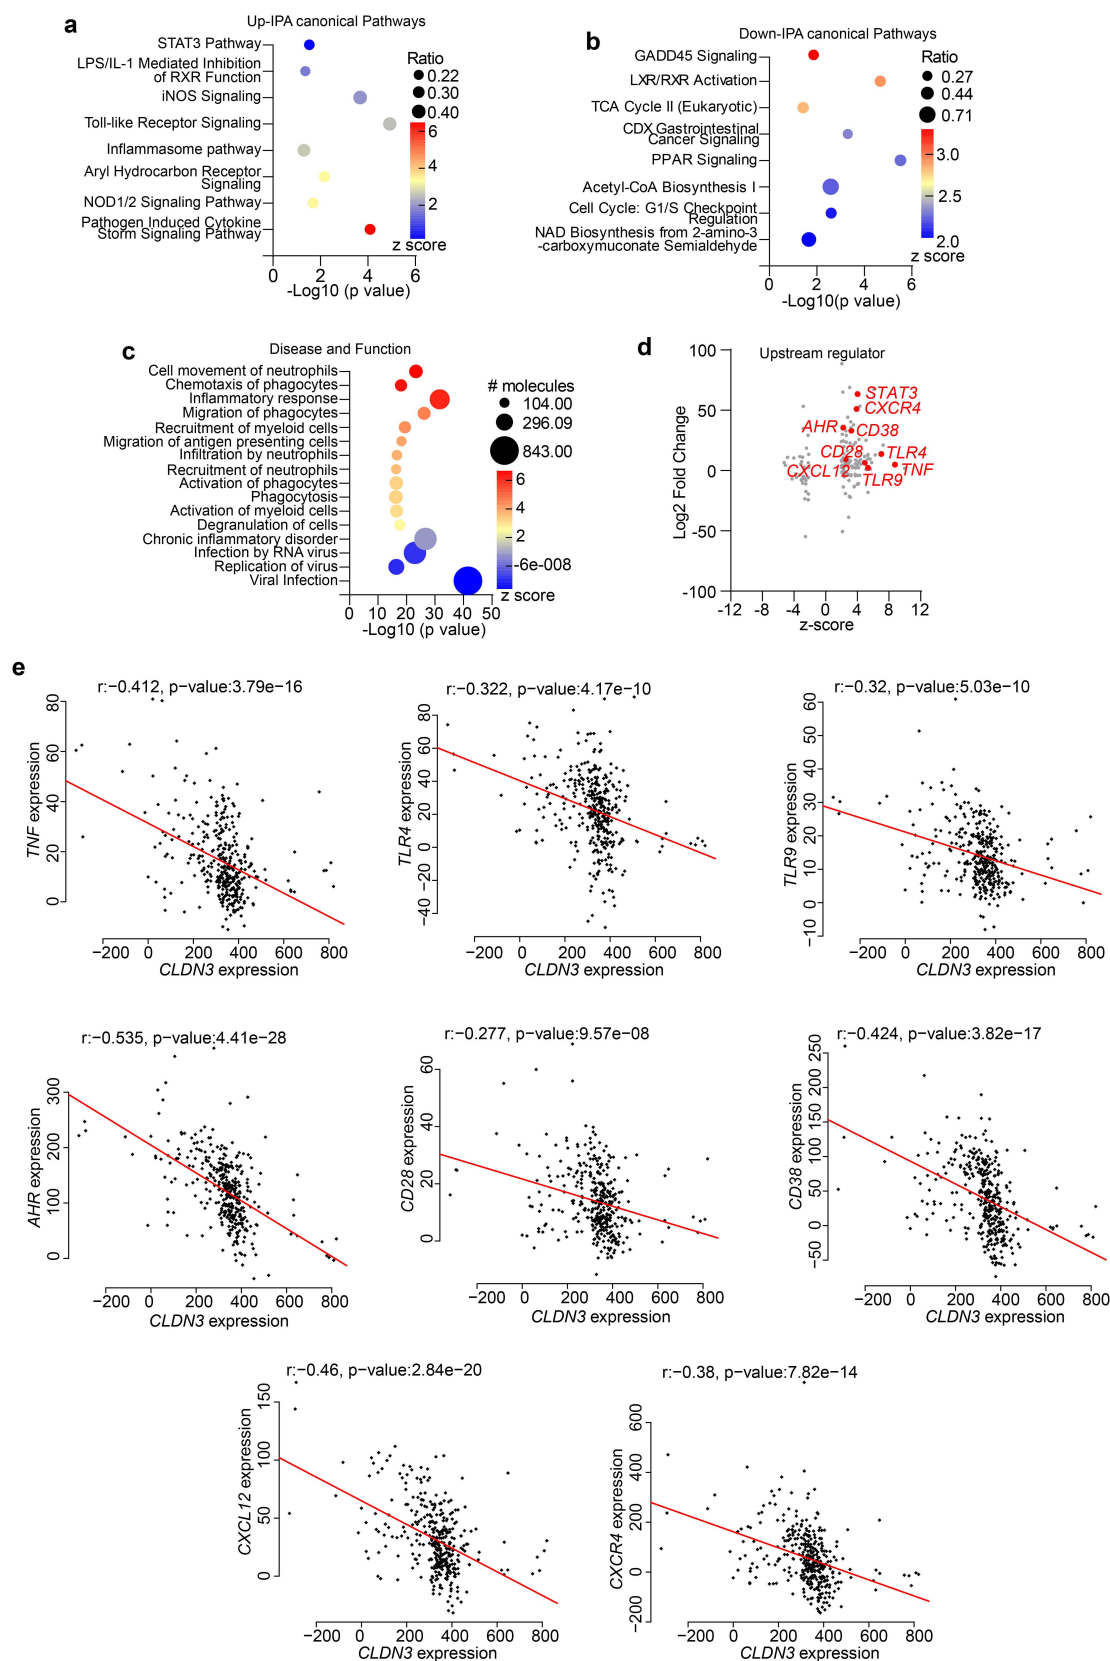 a
Up-IPA canonical Pathways
STAT3 Pathway
LPS/IL-1 Mediated Inhibition
of RXR Function
iNOS Signaling
Toll-like Receptor Signaling
Inflammasome pathway
Aryl Hydrocarbon Receptor
Signaling
NOD1/2 Signaling Pathway
Pathogen Induced Cytokine
Storm Signaling Pathway
Ratio
0.22
0.30
0.40
6
4
2
z score
0 2 4 6
-Log10 (p value)
b
Down-IPA canonical Pathways
GADD45 Signaling
LXR/RXR Activation
TCA Cycle II (Eukaryotic)
CDX Gastrointestinal
Cancer Signaling
PPAR Signaling
Acetyl-CoA Biosynthesis I
Cell Cycle: G1/S Checkpoint
Regulation
NAD Biosynthesis from 2-amino-3
-carboxymuconate Semialdehyde
Ratio
0.27
0.44
0.71
3.0
2.5
2.0
z score
0 2 4 6
-Log10(p value)
c
Disease and Function
Cell movement of neutrophils
Chemotaxis of phagocytes
Inflammatory response
Migration of phagocytes
Recruitment of myeloid cells
Migration of antigen presenting cells
Infiltration by neutrophils
Recruitment of neutrophils
Activation of phagocytes
Phagocytosis
Activation of myeloid cells
Degranulation of cells
Chronic inflammatory disorder
Infection by RNA virus
Replication of virus
Viral Infection
# molecules
104.00
296.09
843.00
6
4
2
-6e-008
z score
0 10 20 30 40 50
-Log10 (p value)
d
Upstream regulator
Log2 Fold Change
100
50
0
-50
-100
STAT3
CXCR4
AHR
CD38
CD28
TLR4
CXCL12
TNF
TLR9
-12 -8 -4 0 4 8 12
z-score
e
r:−0.412, p−value:3.79e−16
TNF expression
0 20 40 60 80
−200 0 200 400 600 800
CLDN3 expression
r:−0.322, p−value:4.17e−10
TLR4 expression
−40 −20 0 20 40 60 80
−200 0 200 400 600 800
CLDN3 expression
r:−0.32, p−value:5.03e−10
TLR9 expression
−10 0 10 20 30 40 50 60
−200 0 200 400 600 800
CLDN3 expression
r:−0.535, p−value:4.41e−28
AHR expression
0 100 200 300
−200 0 200 400 600 800
CLDN3 expression
r:−0.277, p−value:9.57e−08
CD28 expression
0 20 40 60
−200 0 200 400 600 800
CLDN3 expression
r:−0.424, p−value:3.82e−17
CD38 expression
−50 0 50 100 150 200 250
−200 0 200 400 600 800
CLDN3 expression
r:−0.46, p−value:2.84e−20
CXCL12 expression
0 50 100 150
−200 0 200 400 600 800
CLDN3 expression
r:−0.38, p−value:7.82e−14
CXCR4 expression
−200 0 200 400 600
−200 0 200 400 600 800
CLDN3 expression